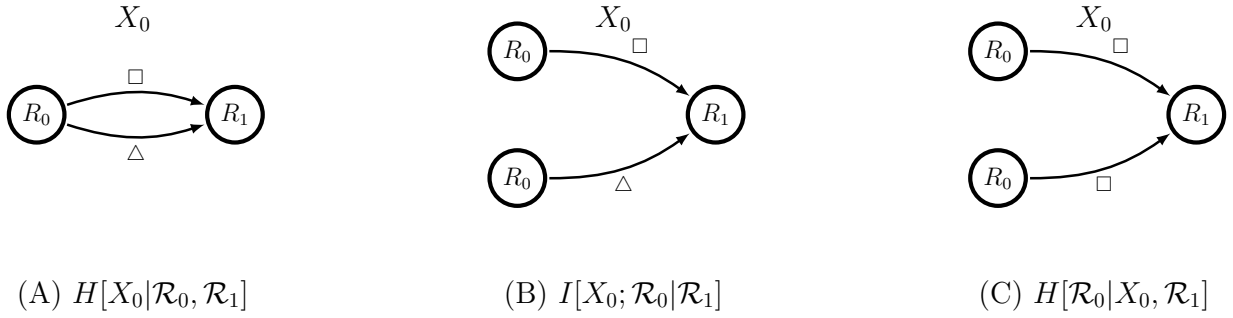 X₀ X₀ X₀
R₀ □ △ R₁
R₀ □ R₀ △ R₁
R₀ □ R₀ □ R₁
(A) H[X₀|ℛ₀, ℛ₁]
(B) I[X₀; ℛ₀|ℛ₁]
(C) H[ℛ₀|X₀, ℛ₁]